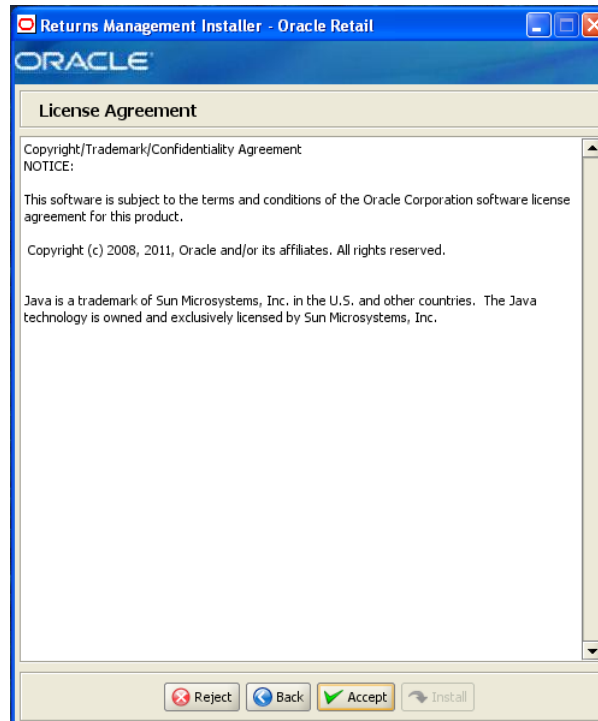 Returns Management Installer - Oracle Retail
ORACLE
License Agreement
Copyright/Trademark/Confidentiality Agreement
NOTICE:
This software is subject to the terms and conditions of the Oracle Corporation software license
agreement for this product.
Copyright (c) 2008, 2011, Oracle and/or its affiliates. All rights reserved.
Java is a trademark of Sun Microsystems, Inc. in the U.S. and other countries.  The Java
technology is owned and exclusively licensed by Sun Microsystems, Inc.
Reject Back Accept Install